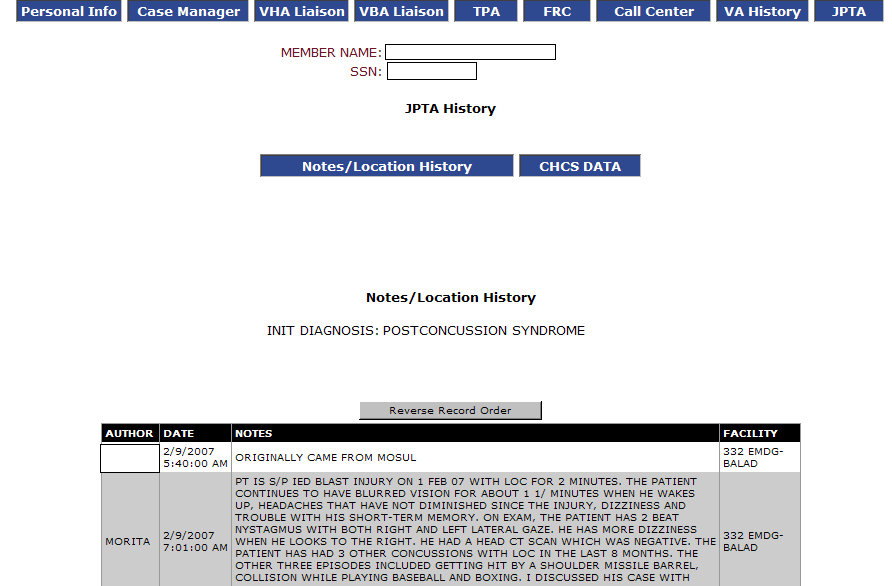 Personal Info Case Manager VHA Liaison VBA Liaison TPA FRC Call Center VA History JPTA
MEMBER NAME:
SSN:
JPTA History
Notes/Location History CHCS DATA
Notes/Location History
INIT DIAGNOSIS: POSTCONCUSSION SYNDROME
Reverse Record Order
AUTHOR DATE NOTES FACILITY
2/9/2007
5:40:00 AM
ORIGINALLY CAME FROM MOSUL
332 EMDG-
BALAD
MORITA
2/9/2007
7:01:00 AM
PT IS S/P IED BLAST INJURY ON 1 FEB 07 WITH LOC FOR 2 MINUTES. THE PATIENT
CONTINUES TO HAVE BLURRED VISION FOR ABOUT 1 1/ MINUTES WHEN HE WAKES
UP, HEADACHES THAT HAVE NOT DIMINISHED SINCE THE INJURY, DIZZINESS AND
TROUBLE WITH HIS SHORT-TERM MEMORY. ON EXAM, THE PATIENT HAS 2 BEAT
NYSTAGMUS WITH BOTH RIGHT AND LEFT LATERAL GAZE. HE HAS MORE DIZZINESS
WHEN HE LOOKS TO THE RIGHT. HE HAD A HEAD CT SCAN WHICH WAS NEGATIVE. THE
PATIENT HAS HAD 3 OTHER CONCUSSIONS WITH LOC IN THE LAST 8 MONTHS. THE
OTHER THREE EPISODES INCLUDED GETTING HIT BY A SHOULDER MISSILE BARREL,
COLLISION WHILE PLAYING BASEBALL AND BOXING. I DISCUSSED HIS CASE WITH
332 EMDG-
BALAD